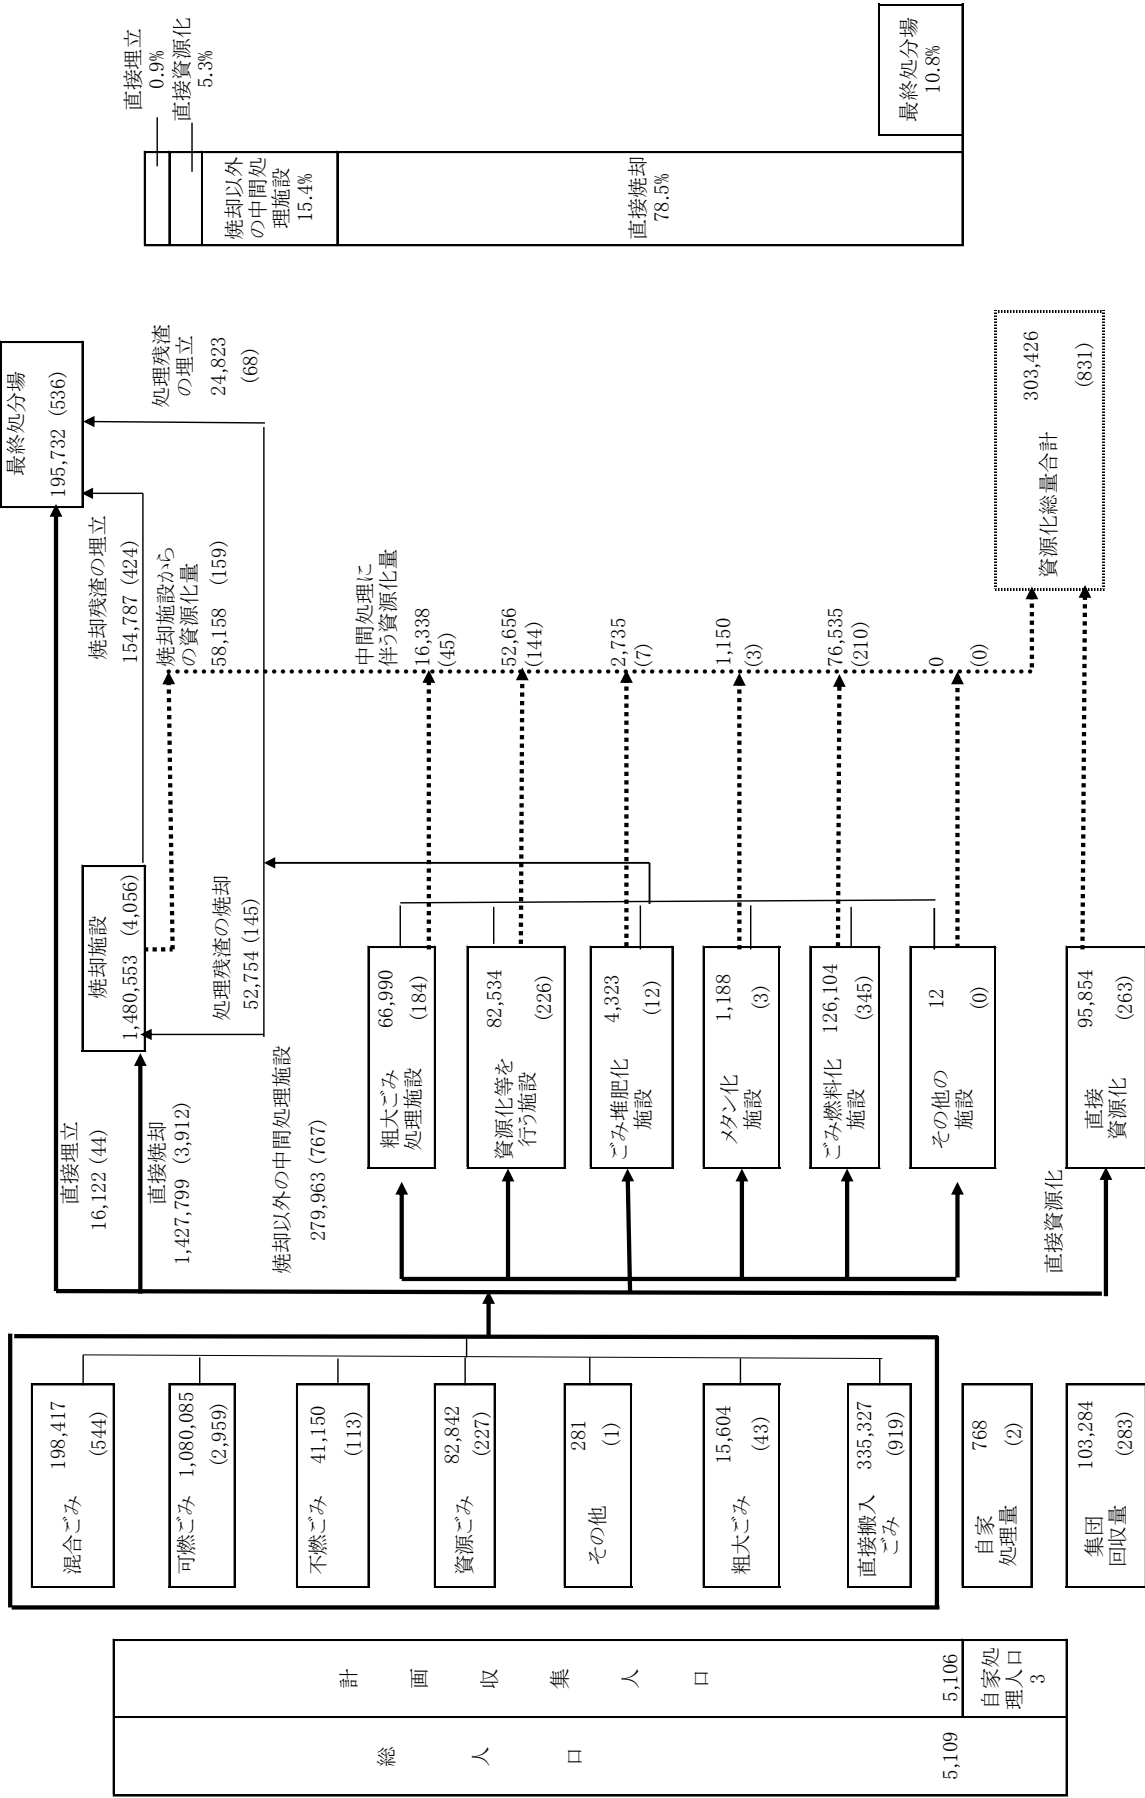 総人口
5,109
計画収集人口
5,106
自家処
理人口
3
混合ごみ 198,417
(544)
可燃ごみ 1,080,085
(2,959)
不燃ごみ 41,150
(113)
資源ごみ 82,842
(227)
その他 281
(1)
粗大ごみ 15,604
(43)
直接搬入
ごみ
335,327
(919)
自家
処理量
768
(2)
集団
回収量
103,284
(283)
直接埋立
16,122 (44)
直接焼却
1,427,799 (3,912)
焼却以外の中間処理施設
279,963 (767)
直接資源化
焼却施設
1,480,553 (4,056)
処理残渣の焼却
52,754 (145)
粗大ごみ
処理施設
66,990
(184)
資源化等を
行う施設
82,534
(226)
ごみ堆肥化
施設
4,323
(12)
メタン化
施設
1,188
(3)
ごみ燃料化
施設
126,104
(345)
その他の
施設
12
(0)
直接
資源化
95,854
(263)
焼却残渣の埋立
154,787 (424)
焼却施設から
の資源化量
58,158 (159)
中間処理に
伴う資源化量
16,338
(45)
52,656
(144)
2,735
(7)
1,150
(3)
76,535
(210)
0
(0)
最終処分場
195,732 (536)
処理残渣
の埋立
24,823
(68)
資源化総量合計
303,426
(831)
直接埋立
0.9%
直接資源化
5.3%
焼却以外
の中間処
理施設
15.4%
直接焼却
78.5%
最終処分場
10.8%